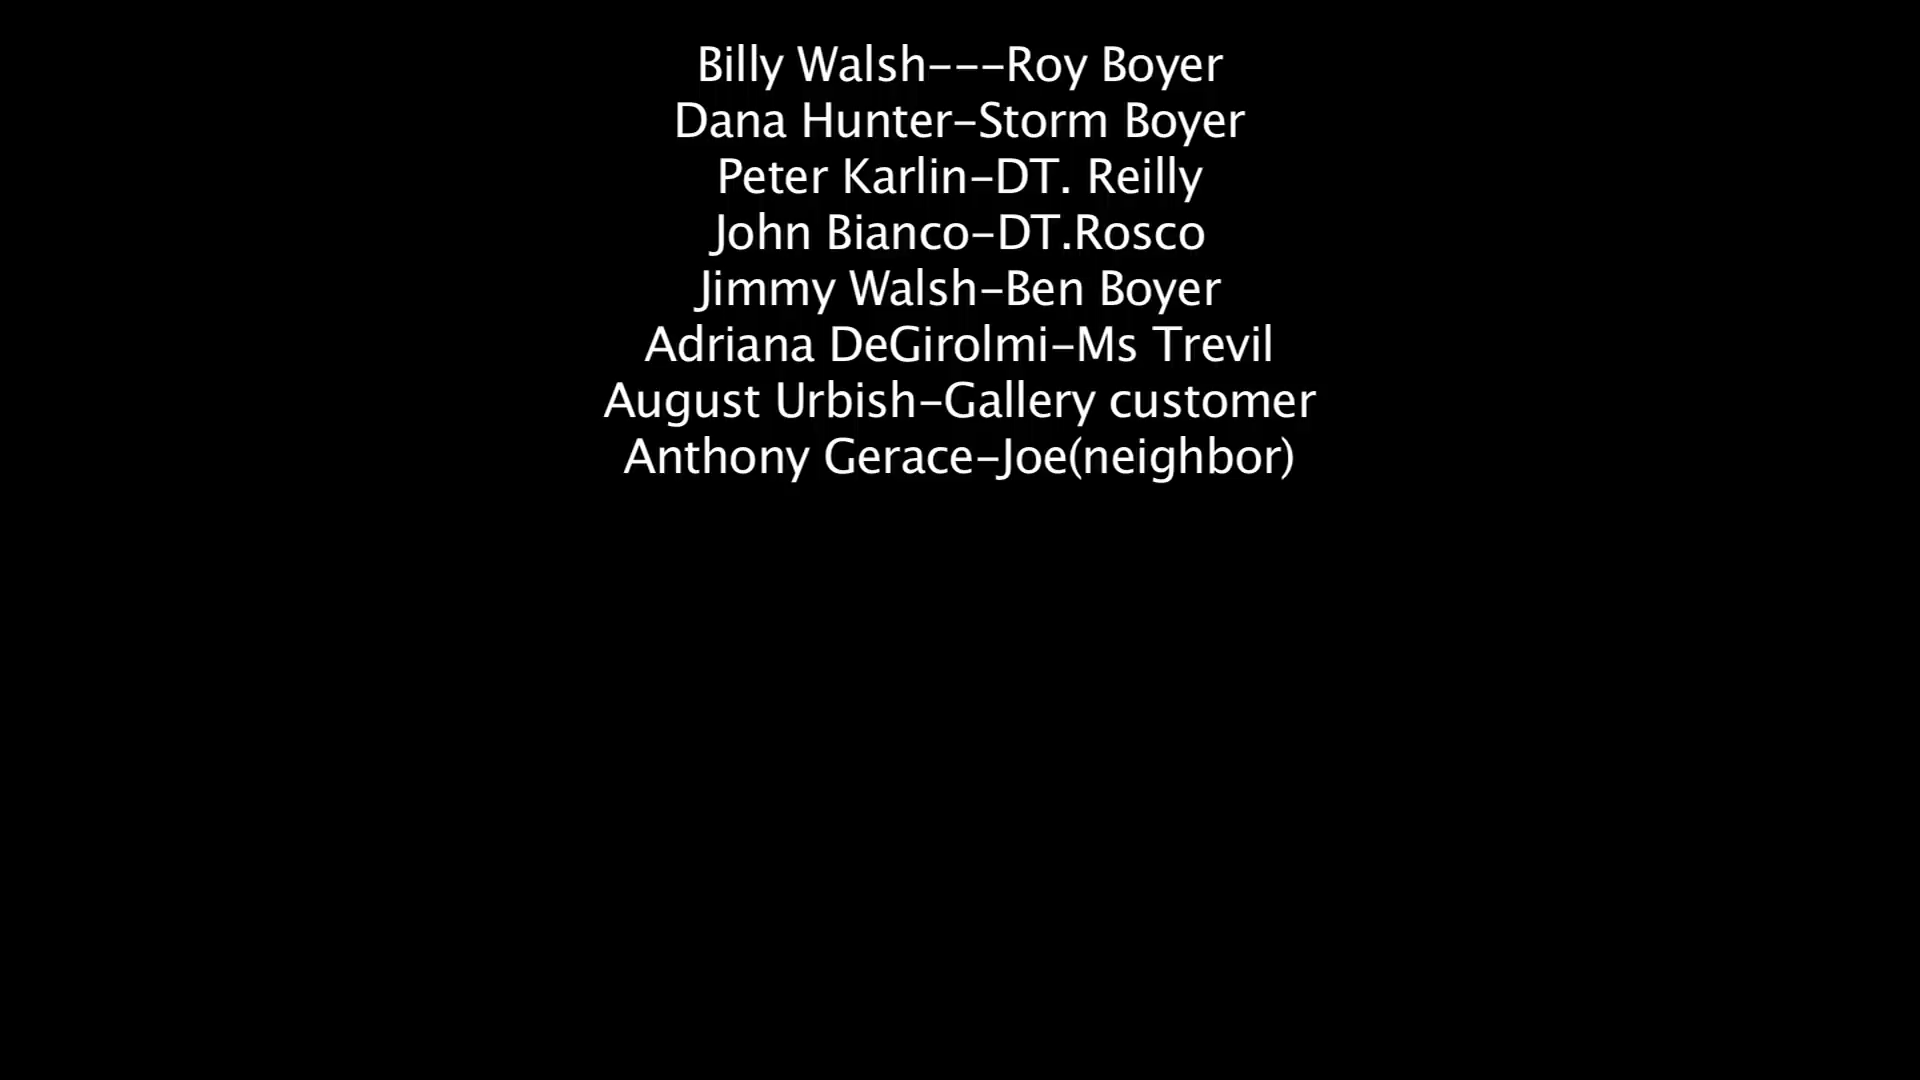 Billy Walsh---Roy Boyer
Dana Hunter-Storm Boyer
Peter Karlin-DT. Reilly
John Bianco-DT.Rosco
Jimmy Walsh-Ben Boyer
Adriana DeGirolmi-Ms Trevil
August Urbish-Gallery customer
Anthony Gerace-Joe(neighbor)